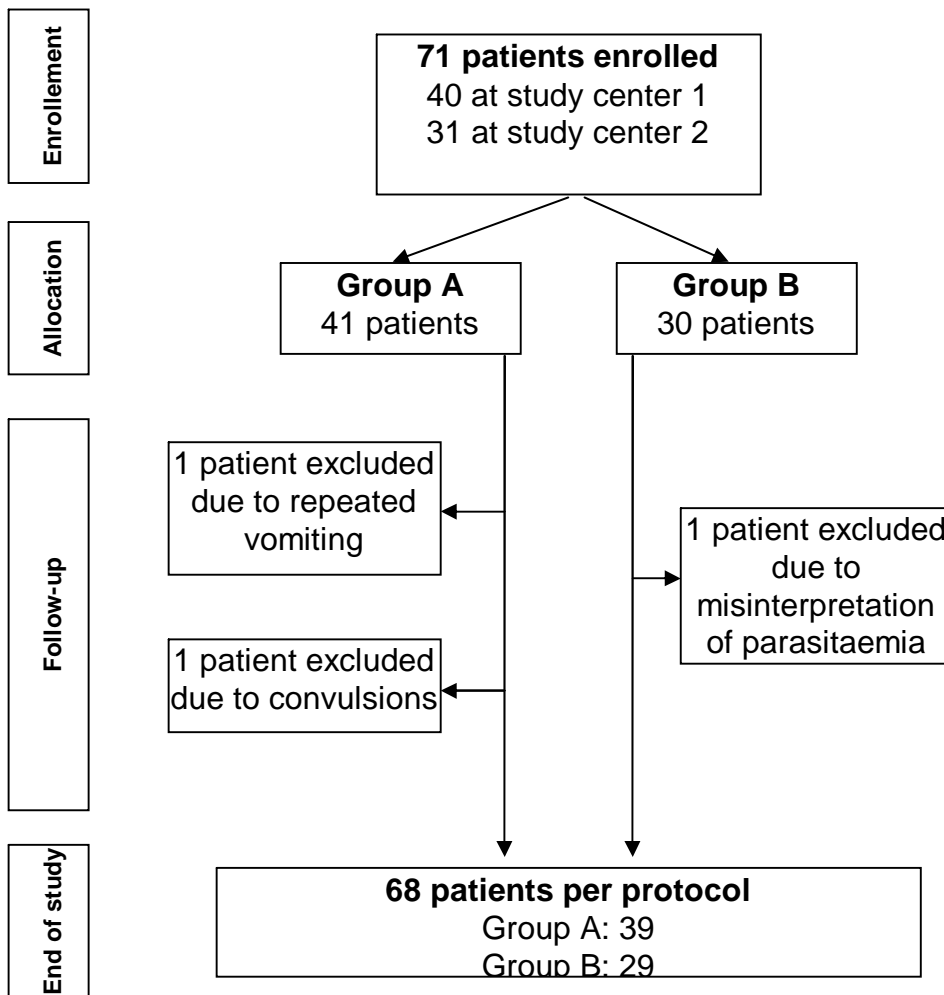 Enrollement
71 patients enrolled
40 at study center 1
31 at study center 2
Allocation
Group A
41 patients
Group B
30 patients
Follow-up
1 patient excluded
due to repeated
vomiting
1 patient excluded
due to
misinterpretation
of parasitaemia
1 patient excluded
due to convulsions
End of study
68 patients per protocol
Group A: 39
Group B: 29